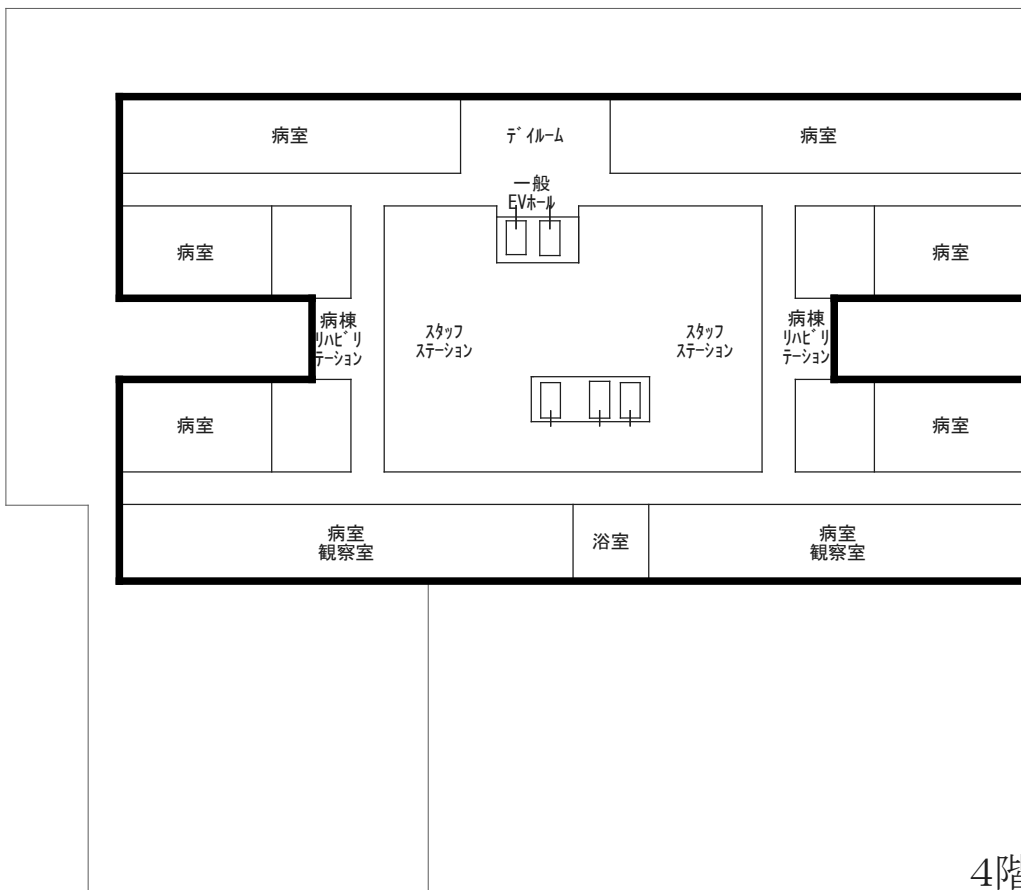 病室
ﾃﾞｲﾙｰﾑ
病室
一般
EVﾎｰﾙ
病室
病室
病棟
ﾘﾊﾋﾞﾘ
ﾃｰｼｮﾝ
ｽﾀｯﾌ
ｽﾃｰｼｮﾝ
ｽﾀｯﾌ
ｽﾃｰｼｮﾝ
病棟
ﾘﾊﾋﾞﾘ
ﾃｰｼｮﾝ
病室
病室
病室
観察室
浴室
病室
観察室
4階